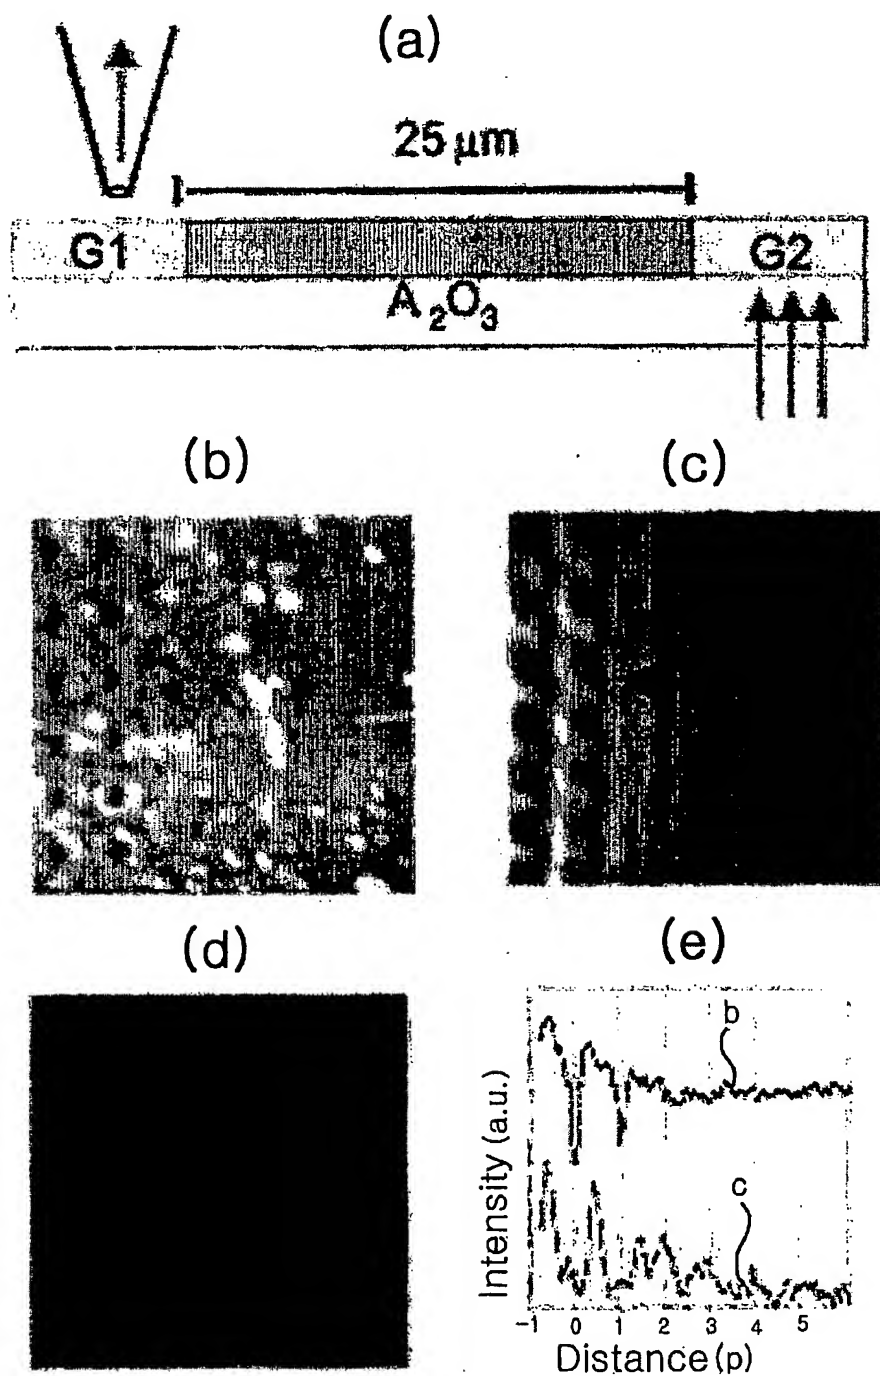 (a)
25 μm
G1
G2
A₂O₃
(b)
(c)
(d)
(e)
b
c
Intensity (a.u.)
-1 0 1 2 3 4 5
Distance (p)